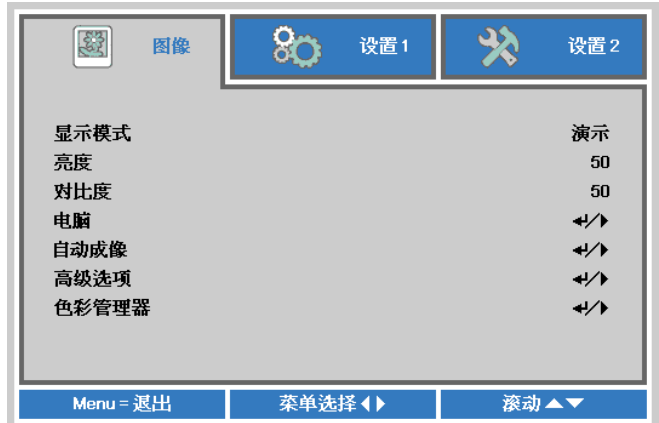 图像 设置1 设置2
显示模式 演示
亮度 50
对比度 50
电脑 ↵/▶
自动成像 ↵/▶
高级选项 ↵/▶
色彩管理器 ↵/▶
Menu = 退出 菜单选择◀▶ 滚动▲▼